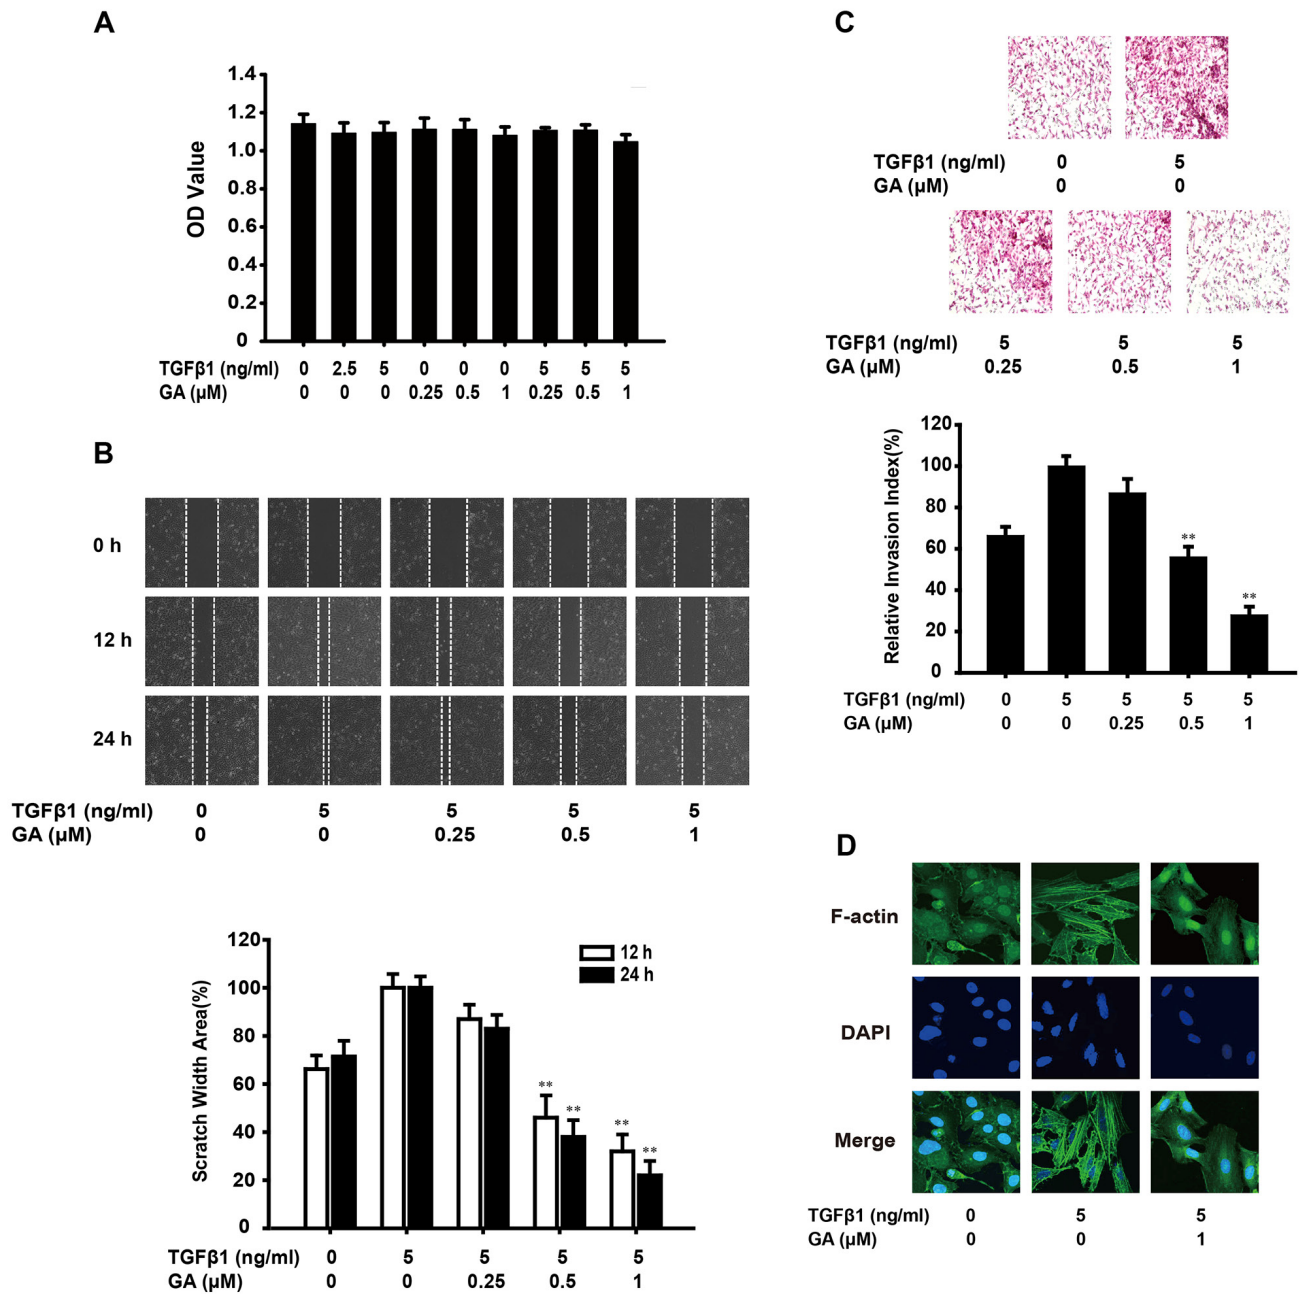 A
1.4
1.2
1.0
0.8
0.6
0.4
0.2
0
OD Value
TGFβ1 (ng/ml) 0 2.5 5 0 0 0 5 5 5
GA (μM) 0 0 0 0.25 0.5 1 0.25 0.5 1
B
0 h
12 h
24 h
TGFβ1 (ng/ml) 0 5 5 5 5
GA (μM) 0 0 0.25 0.5 1
120
100
80
60
40
20
0
Scratch Width Area(%)
12 h
24 h
** ** ** **
TGFβ1 (ng/ml) 0 5 5 5 5
GA (μM) 0 0 0.25 0.5 1
C
TGFβ1 (ng/ml) 0 5
GA (μM) 0 0
TGFβ1 (ng/ml) 5 5 5
GA (μM) 0.25 0.5 1
120
100
80
60
40
20
0
Relative Invasion Index(%)
** **
TGFβ1 (ng/ml) 0 5 5 5 5
GA (μM) 0 0 0.25 0.5 1
D
F-actin
DAPI
Merge
TGFβ1 (ng/ml) 0 5 5
GA (μM) 0 0 1